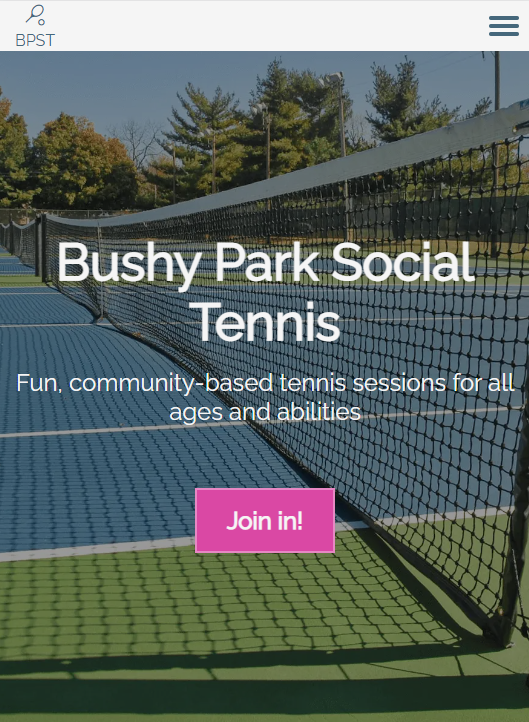 BPST
Bushy Park Social
Tennis
Fun, community-based tennis sessions for all
ages and abilities
Join in!